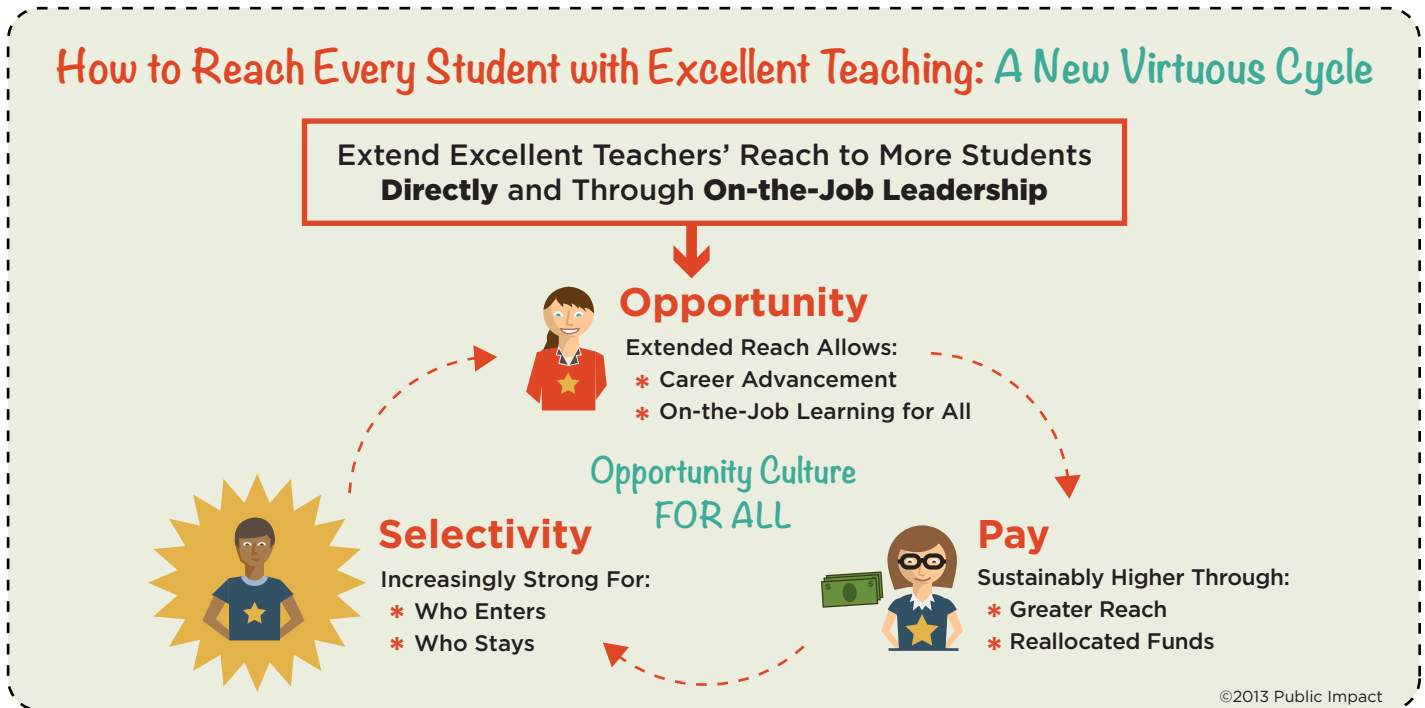 How to Reach Every Student with Excellent Teaching: A New Virtuous Cycle
Extend Excellent Teachers’ Reach to More Students
Directly and Through On-the-Job Leadership
Opportunity
Extended Reach Allows:
* Career Advancement
* On-the-Job Learning for All
Opportunity Culture
FOR ALL
Pay
Sustainably Higher Through:
* Greater Reach
* Reallocated Funds
$ $
Selectivity
Increasingly Strong For:
* Who Enters
* Who Stays
©2013 Public Impact